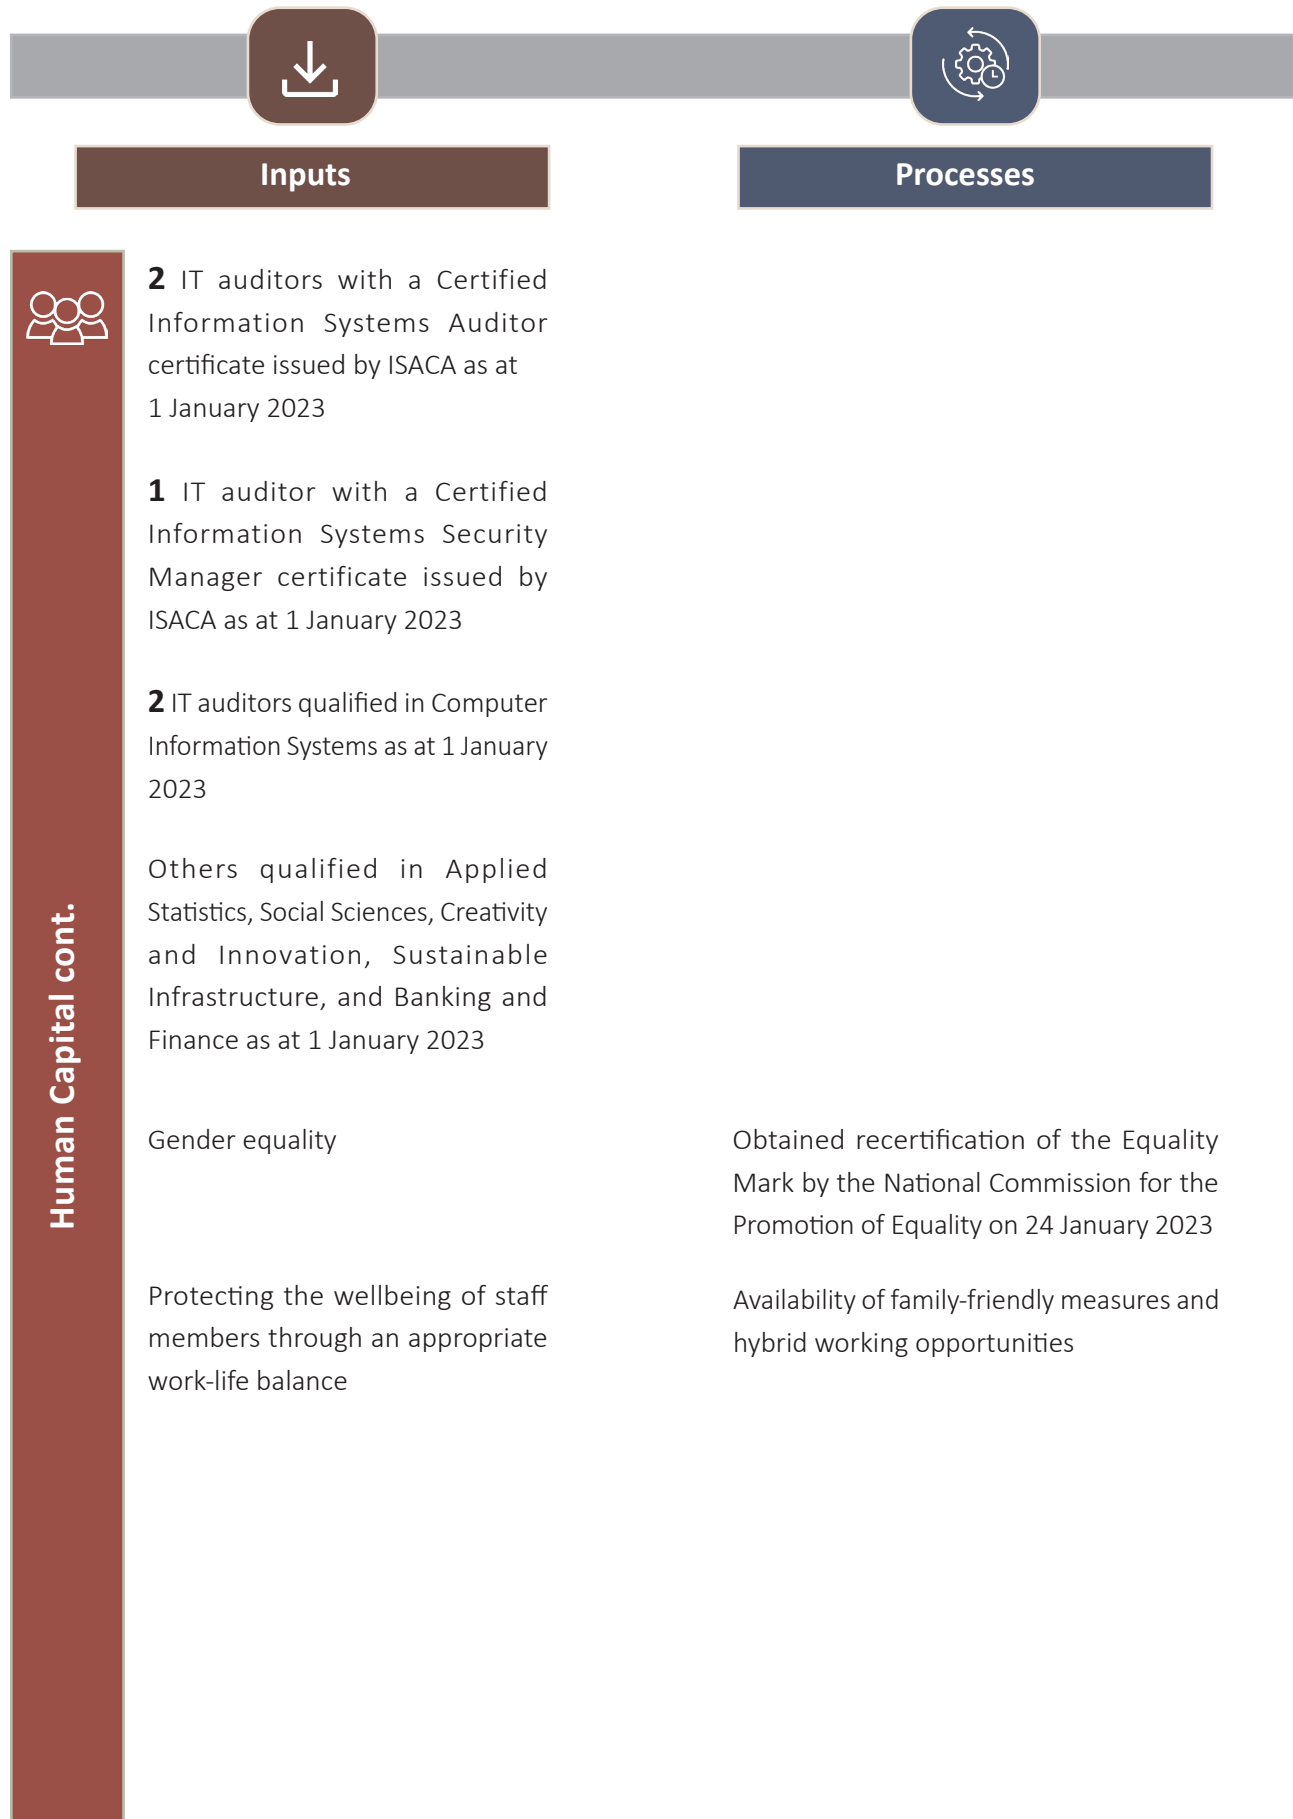 Inputs
Processes
Human Capital cont.
2 IT auditors with a Certified
Information Systems Auditor
certificate issued by ISACA as at
1 January 2023
1 IT auditor with a Certified
Information Systems Security
Manager certificate issued by
ISACA as at 1 January 2023
2 IT auditors qualified in Computer
Information Systems as at 1 January
2023
Others qualified in Applied
Statistics, Social Sciences, Creativity
and Innovation, Sustainable
Infrastructure, and Banking and
Finance as at 1 January 2023
Gender equality
Obtained recertification of the Equality
Mark by the National Commission for the
Promotion of Equality on 24 January 2023
Protecting the wellbeing of staff
members through an appropriate
work-life balance
Availability of family-friendly measures and
hybrid working opportunities